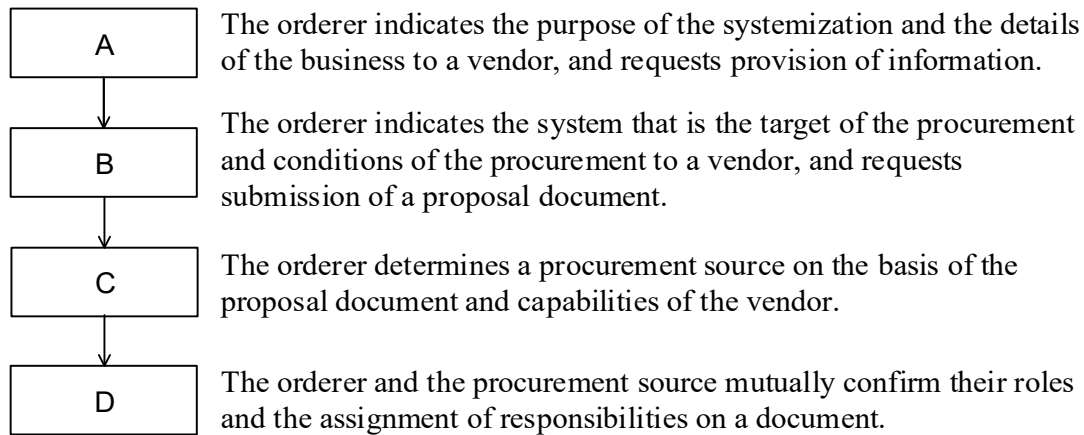 A
The orderer indicates the purpose of the systemization and the details
of the business to a vendor, and requests provision of information.
B
The orderer indicates the system that is the target of the procurement
and conditions of the procurement to a vendor, and requests
submission of a proposal document.
C
The orderer determines a procurement source on the basis of the
proposal document and capabilities of the vendor.
D
The orderer and the procurement source mutually confirm their roles
and the assignment of responsibilities on a document.